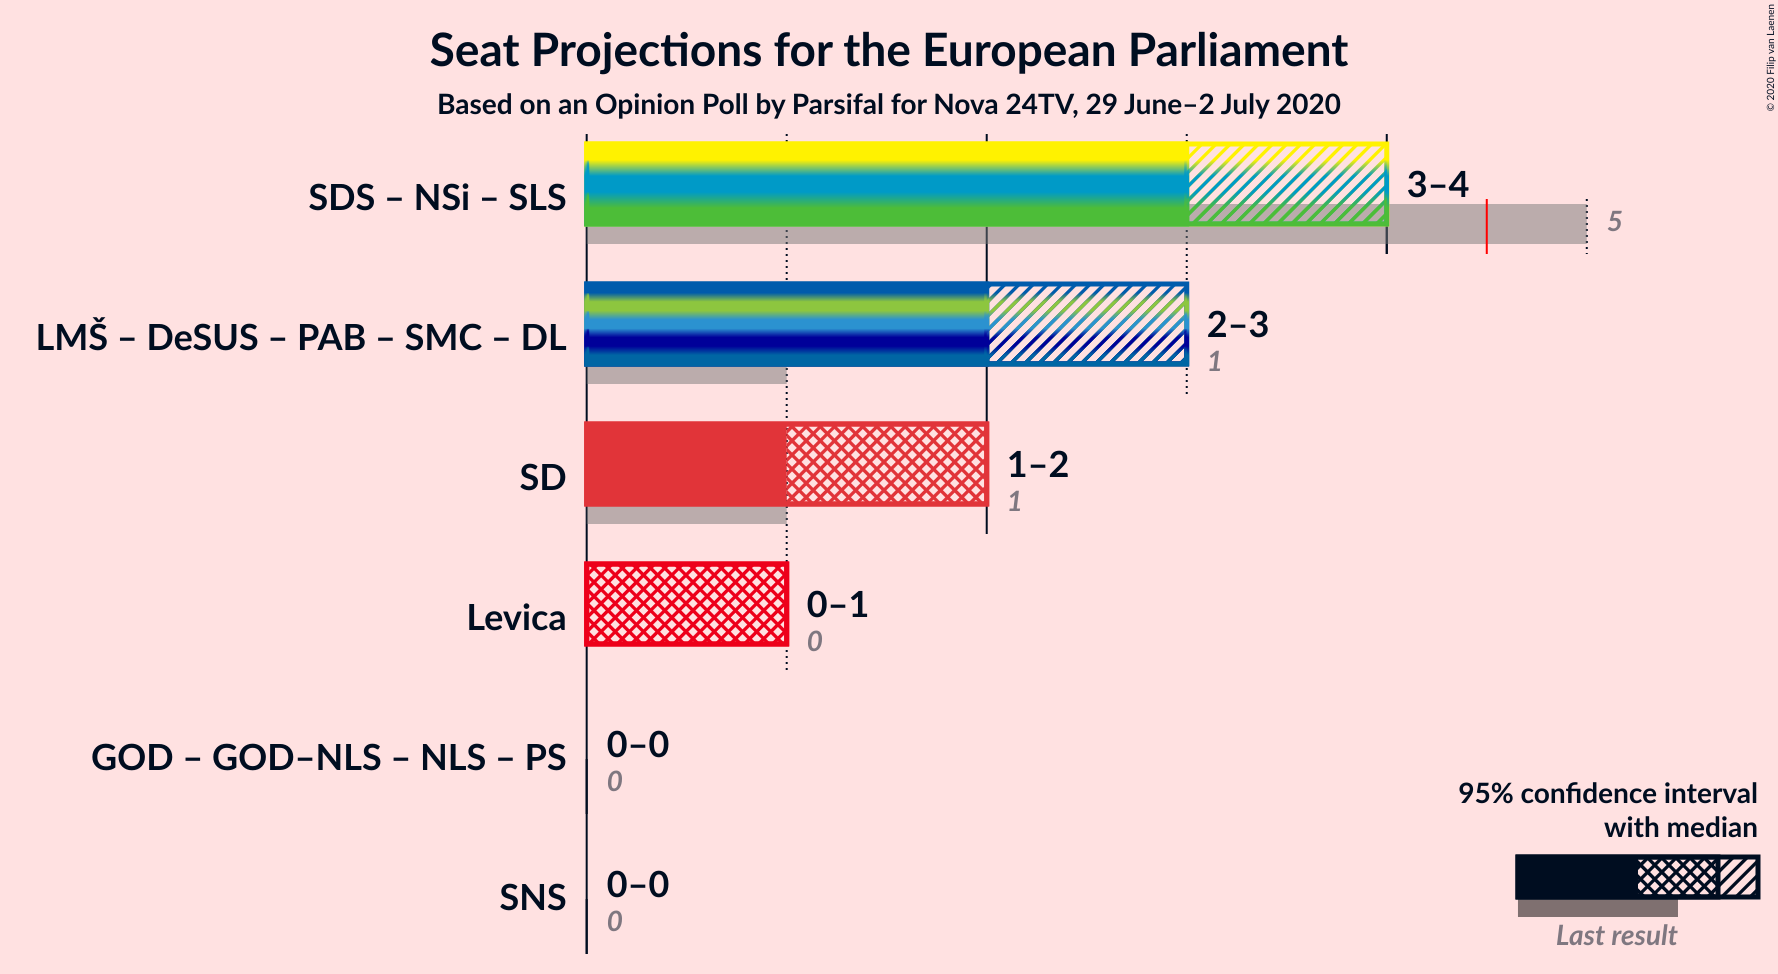 Seat Projections for the European Parliament
Based on an Opinion Poll by Parsifal for Nova 24TV, 29 June–2 July 2020
© 2020 Filip van Laenen
SDS – NSi – SLS
3–4
5
LMŠ – DeSUS – PAB – SMC – DL
2–3
1
SD
1–2
1
Levica
0–1
0
GOD – GOD–NLS – NLS – PS
0–0
0
SNS
0–0
0
95% confidence interval
with median
Last result